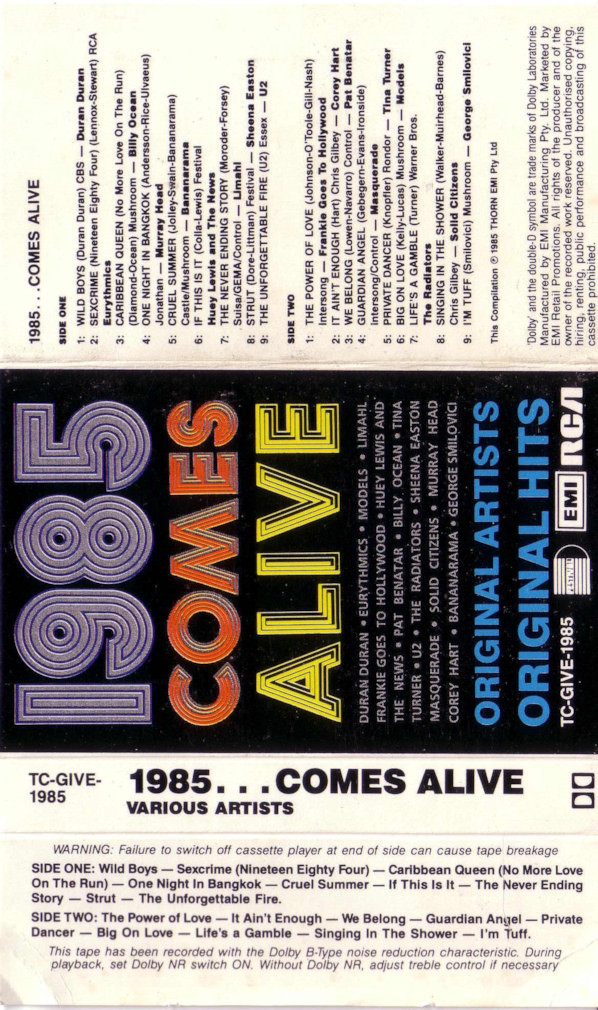 1985...COMES ALIVE
SIDE ONE
1: WILD BOYS (Duran Duran) CBS — Duran Duran
2: SEXCRIME (Nineteen Eighty Four) (Lennox-Stewart) RCA
Eurythmics
3: CARIBBEAN QUEEN (No More Love On The Run)
(Diamond-Ocean) Mushroom — Billy Ocean
4: ONE NIGHT IN BANGKOK (Andersson-Rice-Ulvaeus)
Jonathan — Murray Head
5: CRUEL SUMMER (Jolley-Swain-Bananarama)
Castle/Mushroom — Bananarama
6: IF THIS IS IT (Colla-Lewis) Festival
Huey Lewis and The News
7: THE NEVER ENDING STORY (Moroder-Forsey)
Suisa/GEMA/Control — Limahl
8: STRUT (Dore-Littman) Festival — Sheena Easton
9: THE UNFORGETTABLE FIRE (U2) Essex — U2
SIDE TWO
1: THE POWER OF LOVE (Johnson-O'Toole-Gill-Nash)
Intersong — Frankie Goes To Hollywood
2: IT AIN'T ENOUGH (Hart) Chris Gilbey — Corey Hart
3: WE BELONG (Lowen-Navarro) Control — Pat Benatar
4: GUARDIAN ANGEL (Gebegern-Evans-Ironside)
Intersong/Control — Masquerade
5: PRIVATE DANCER (Knopfler) Rondor — Tina Turner
6: BIG ON LOVE (Kelly-Lucas) Mushroom — Models
7: LIFE'S A GAMBLE (Turner) Warner Bros.
The Radiators
8: SINGING IN THE SHOWER (Walker-Muirhead-Barnes)
Chris Gilbey — Solid Citizens
9: I'M TUFF (Smilovici) Mushroom — George Smilovici
This Compilation ℗ 1985 THORN EMI Pty Ltd
'Dolby' and the double-D symbol are trade marks of Dolby Laboratories
Manufactured by EMI Manufacturing Pty. Ltd. Marketed by
EMI Retail Promotions. All rights of the producer and of the
owner of the recorded work reserved. Unauthorised copying,
hiring, renting, public performance and broadcasting of this
cassette prohibited.
1985
COMES
ALIVE
DURAN DURAN • EURYTHMICS • MODELS • LIMAHL
FRANKIE GOES TO HOLLYWOOD • HUEY LEWIS AND
THE NEWS • PAT BENATAR • BILLY OCEAN • TINA
TURNER • U2 • THE RADIATORS • SHEENA EASTON
MASQUERADE • SOLID CITIZENS • MURRAY HEAD
COREY HART • BANANARAMA • GEORGE SMILOVICI
ORIGINAL ARTISTS
ORIGINAL HITS
TC-GIVE-1985
EMI
RCA
TC-GIVE-
1985
1985...COMES ALIVE
VARIOUS ARTISTS
WARNING: Failure to switch off cassette player at end of side can cause tape breakage
SIDE ONE: Wild Boys — Sexcrime (Nineteen Eighty Four) — Caribbean Queen (No More Love
On The Run) — One Night In Bangkok — Cruel Summer — If This Is It — The Never Ending
Story — Strut — The Unforgettable Fire.
SIDE TWO: The Power of Love — It Ain't Enough — We Belong — Guardian Angel — Private
Dancer — Big On Love — Life's a Gamble — Singing In The Shower — I'm Tuff.
This tape has been recorded with the Dolby B-Type noise reduction characteristic. During
playback, set Dolby NR switch ON. Without Dolby NR, adjust treble control if necessary